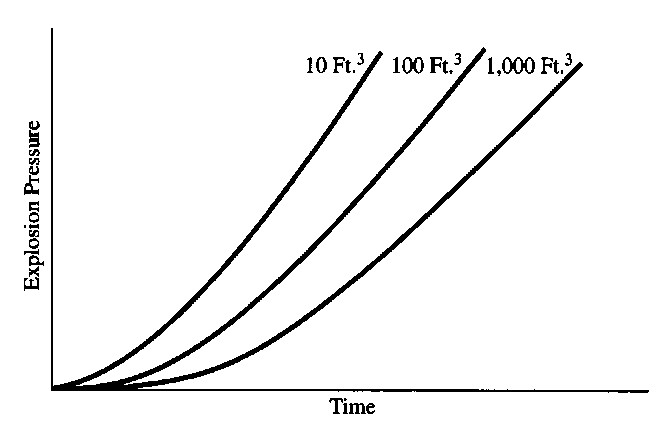 10 Ft.³ 100 Ft.³ 1,000 Ft.³
Explosion Pressure
Time